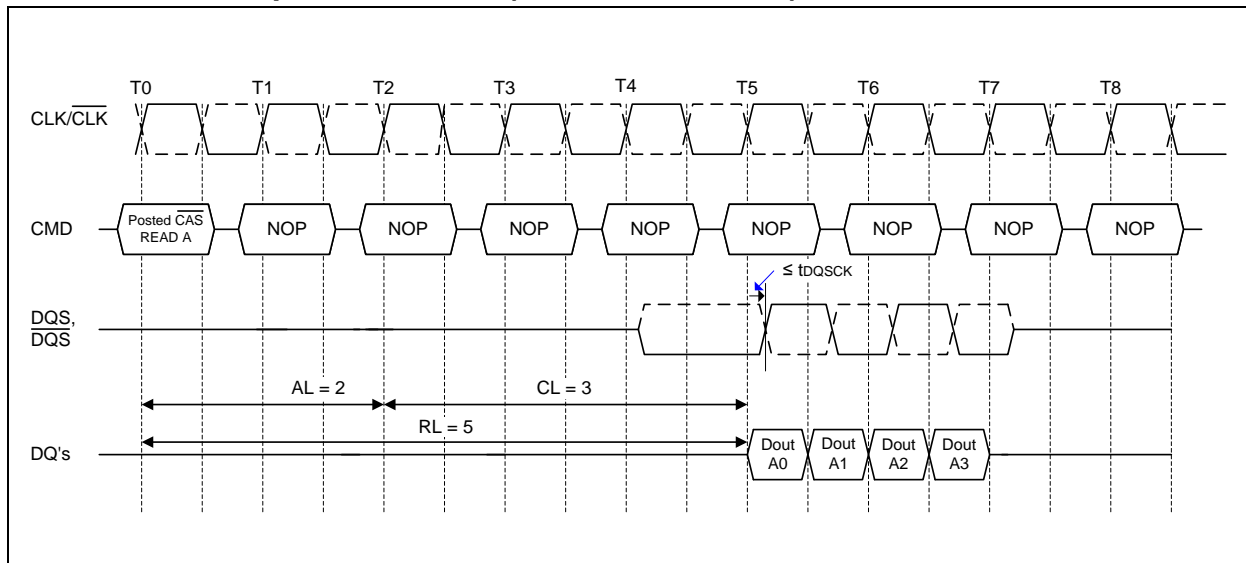 T0 T1 T2 T3 T4 T5 T6 T7 T8
CLK/CLK
CMD
Posted CAS
READ A
NOP NOP NOP NOP NOP NOP NOP NOP
≤ tDQSCK
DQS,
DQS
AL = 2 CL = 3
RL = 5
DQ's
Dout
A0
Dout
A1
Dout
A2
Dout
A3